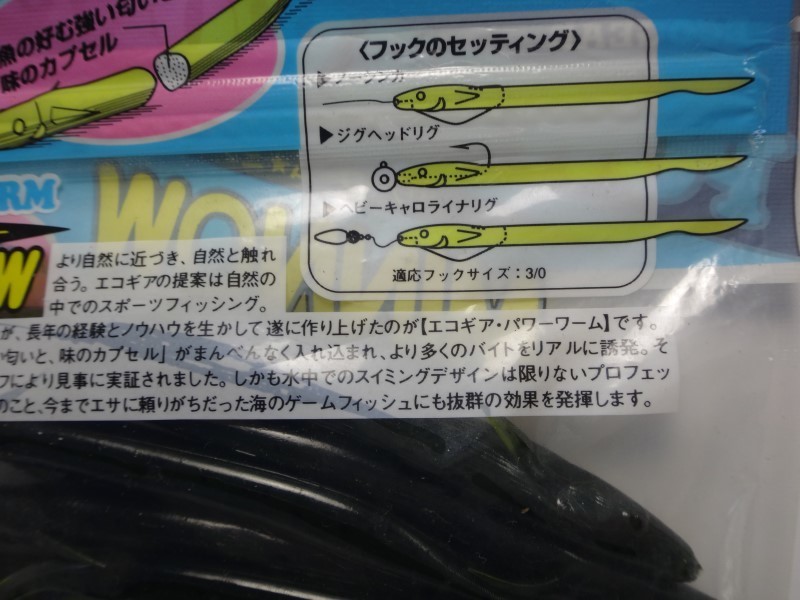 魚の好む強い匂いと
味のカプセル
〈フックのセッティング〉
▶ノーシンカー
▶ジグヘッドリグ
▶ヘビーキャロライナリグ
適応フックサイズ：3/0
RM
W
より自然に近づき、自然と触れ
合う。エコギアの提案は自然の
中でのスポーツフィッシング。
が、長年の経験とノウハウを生かして遂に作り上げたのが【エコギア・パワーワーム】です。
い匂いと、味のカプセル」がまんべんなく入れ込まれ、より多くのバイトをリアルに誘発。そ
フにより見事に実証されました。しかも水中でのスイミングデザインは限りないプロフェッ
のこと、今までエサに頼りがちだった海のゲームフィッシュにも抜群の効果を発揮します。